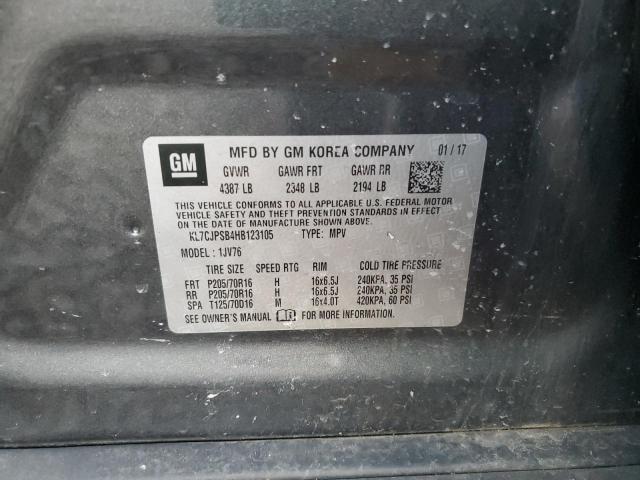 GM MFD BY GM KOREA COMPANY 01 / 17
GVWR GAWR FRT GAWR RR
4387 LB 2348 LB 2194 LB
THIS VEHICLE CONFORMS TO ALL APPLICABLE U.S. FEDERAL MOTOR
VEHICLE SAFETY AND THEFT PREVENTION STANDARDS IN EFFECT
ON THE DATE OF MANUFACTURE SHOWN ABOVE.
KL7CJPSB4HB123105 TYPE: MPV
MODEL : 1JV76
TIRE SIZE SPEED RTG RIM COLD TIRE PRESSURE
FRT P205/70R16 H 16x6.5J 240KPA, 35 PSI
RR P205/70R16 H 16x6.5J 240KPA, 35 PSI
SPA T125/70D16 M 16x4.0T 420KPA, 60 PSI
SEE OWNER'S MANUAL FOR MORE INFORMATION.